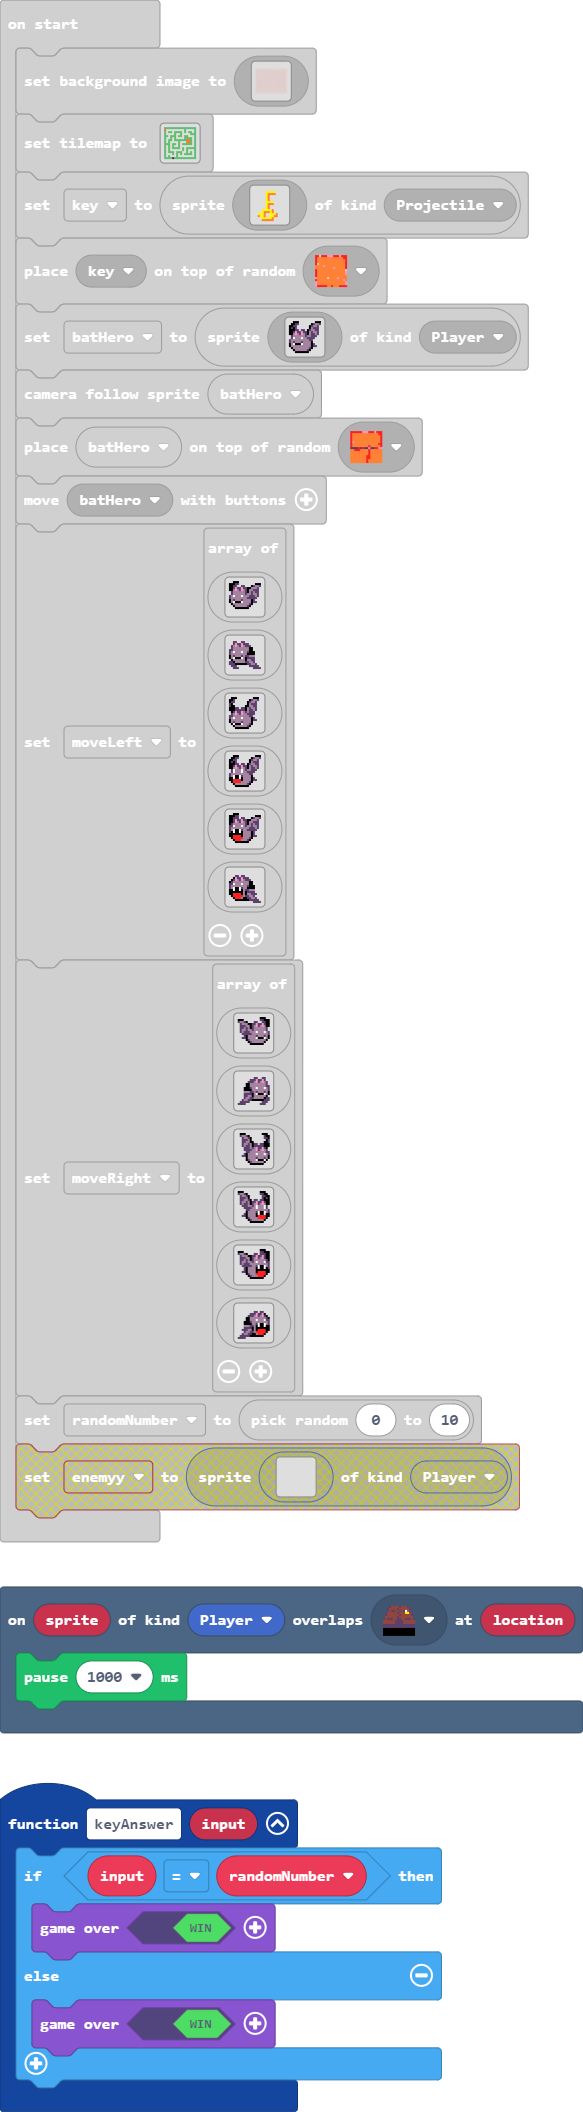 on start
set background image to
set tilemap to
set key to sprite of kind Projectile
place key on top of random
set batHero to sprite of kind Player
camera follow sprite batHero
place batHero on top of random
move batHero with buttons
array of
set moveLeft to
array of
set moveRight to
set randomNumber to pick random 0 to 10
set enemyy to sprite of kind Player
on sprite of kind Player overlaps at location
pause 1000 ms
function keyAnswer input
if input = randomNumber then
game over WIN
else
game over WIN